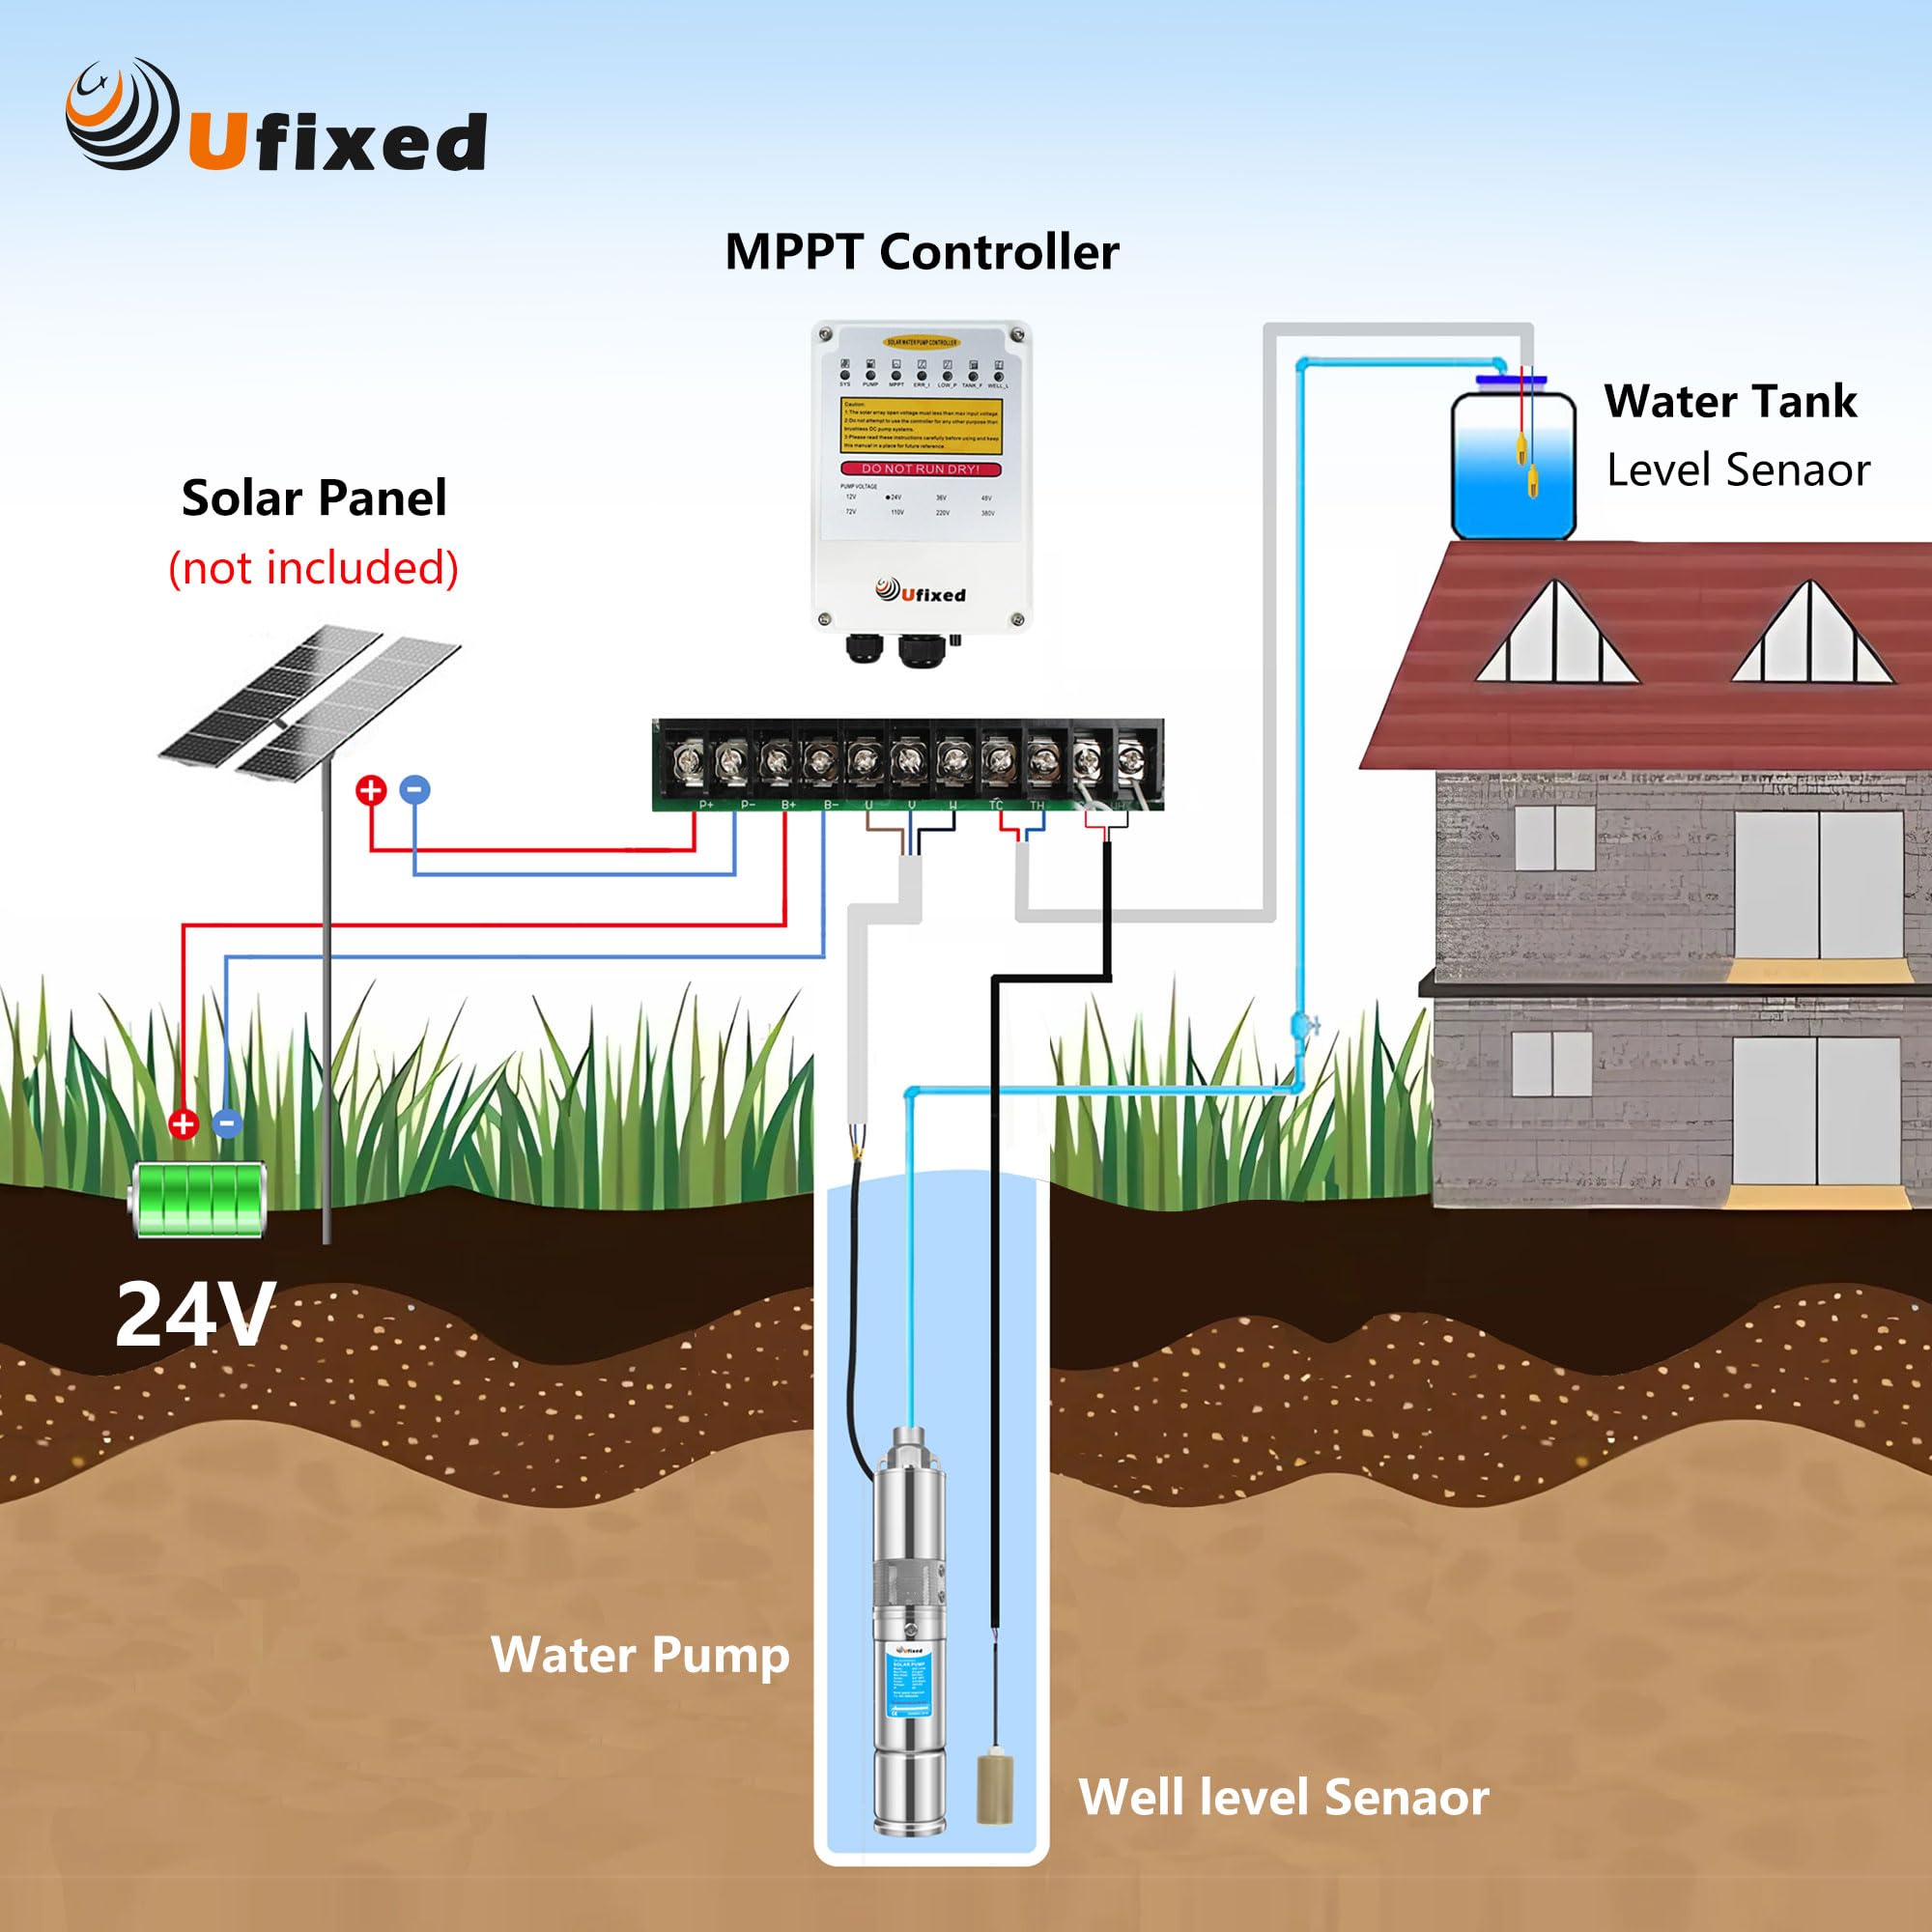 Ufixed
MPPT Controller
SOLAR WATER PUMP CONTROLLER
SYS PUMP MPPT ERR_I LOW_P TANK_F WELL_L
Caution:
1.The solar array open voltage must less than max input voltage.
2.Do not attempt to use the controller for any other purpose than
brushless DC pump systems.
3.Please read these instructions carefully before using and keep
this manual in a place for future reference.
DO NOT RUN DRY!
PUMP VOLTAGE
12V 24V 36V 48V
72V 110V 220V 380V
Ufixed
Water Tank
Level Senaor
Solar Panel
(not included)
+ -
P+ P- B+ B- U V W TC TH
+ -
24V
Water Pump
Ufixed
SOLAR PUMP
Well level Senaor